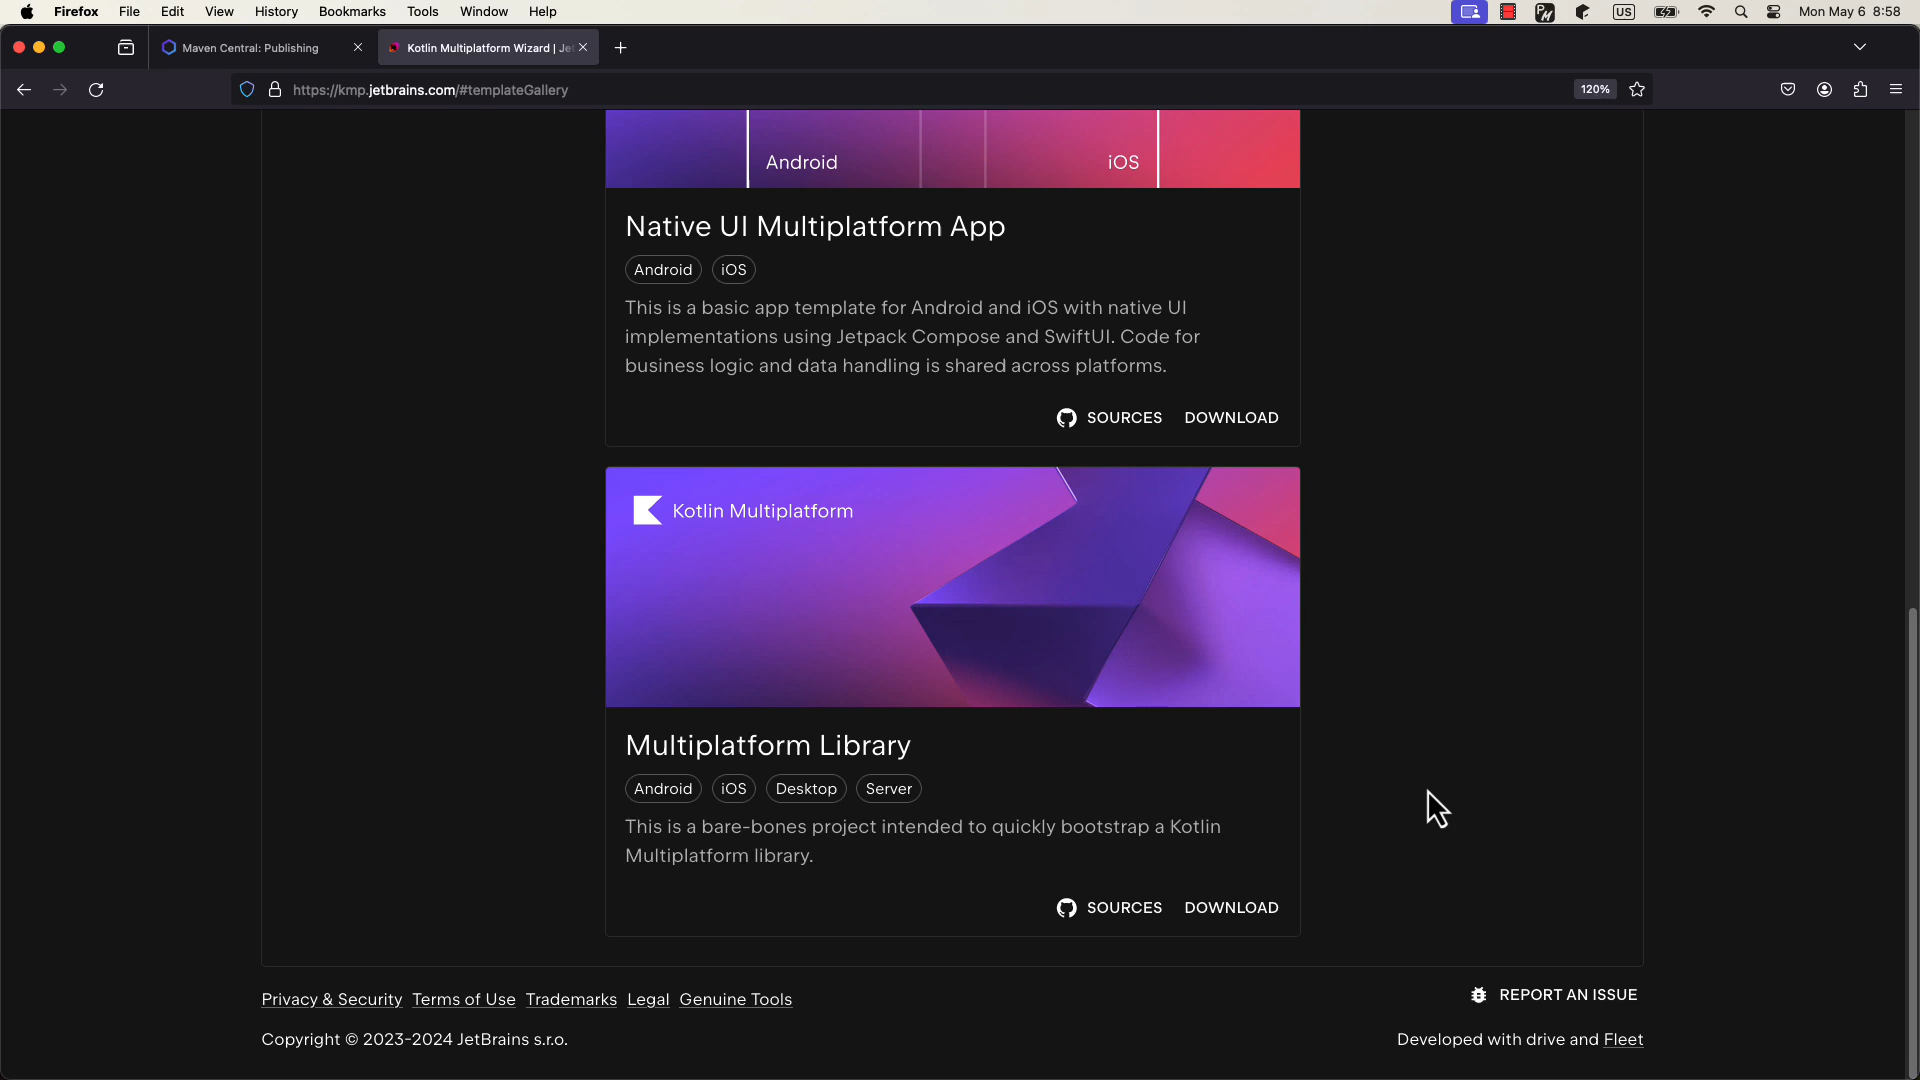 Firefox File Edit View History Bookmarks Tools Window Help US Mon May 6 8:58
Maven Central: Publishing Kotlin Multiplatform Wizard | Je
https://kmp.jetbrains.com/#templateGallery 120%
Android iOS
Native UI Multiplatform App
Android iOS
This is a basic app template for Android and iOS with native UI
implementations using Jetpack Compose and SwiftUI. Code for
business logic and data handling is shared across platforms.
SOURCES DOWNLOAD
Kotlin Multiplatform
Multiplatform Library
Android iOS Desktop Server
This is a bare-bones project intended to quickly bootstrap a Kotlin
Multiplatform library.
SOURCES DOWNLOAD
Privacy & Security Terms of Use Trademarks Legal Genuine Tools
REPORT AN ISSUE
Copyright © 2023-2024 JetBrains s.r.o.
Developed with drive and Fleet